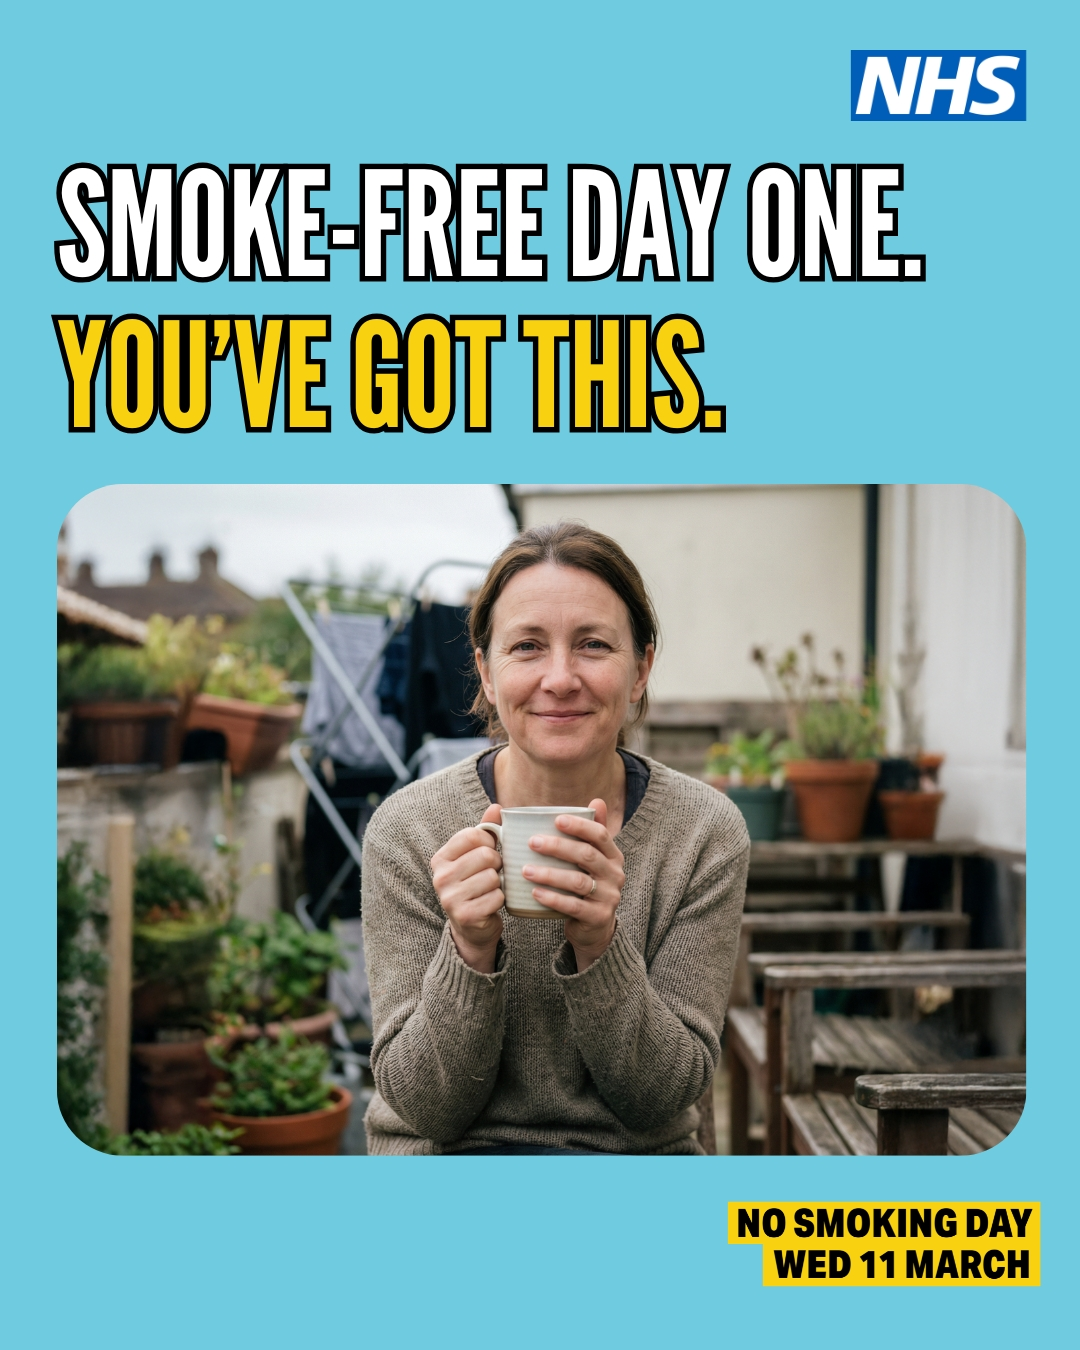 NHS
SMOKE-FREE DAY ONE.
YOU’VE GOT THIS.
NO SMOKING DAY
WED 11 MARCH